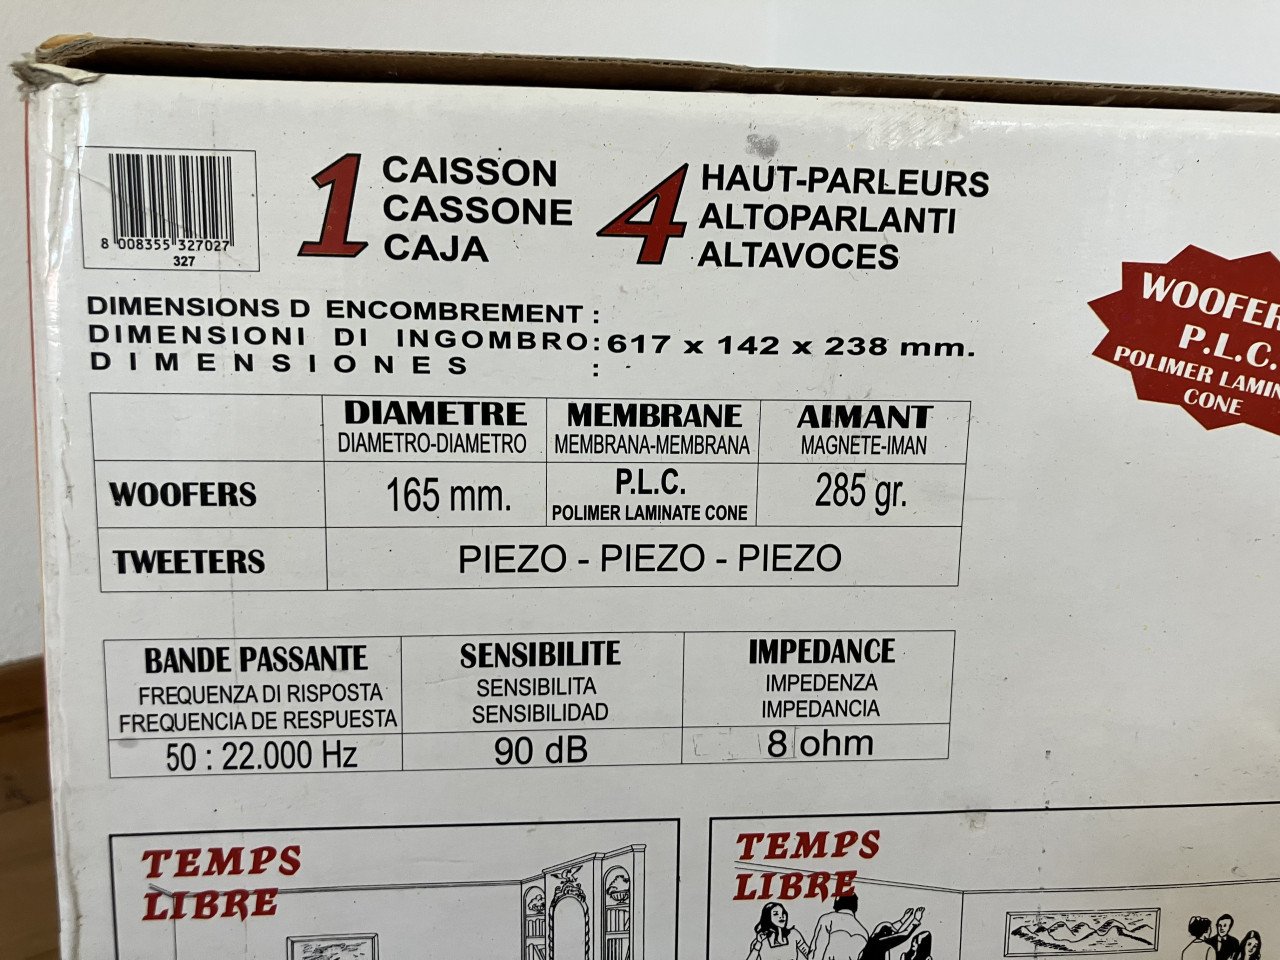 8 008355 327027
327
1 CAISSON
CASSONE
CAJA
4 HAUT-PARLEURS
ALTOPARLANTI
ALTAVOCES
DIMENSIONS D ENCOMBREMENT :
DIMENSIONI DI INGOMBRO: 617 x 142 x 238 mm.
DIMENSIONES :
WOOFERS
P.L.C.
POLIMER
CONE
DIAMETRE MEMBRANE AIMANT
DIAMETRO-DIAMETRO MEMBRANA-MEMBRANA MAGNETE-IMAN
WOOFERS 165 mm. P.L.C. 285 gr.
POLIMER LAMINATE CONE
TWEETERS PIEZO - PIEZO - PIEZO
BANDE PASSANTE SENSIBILITE IMPEDANCE
FREQUENZA DI RISPOSTA SENSIBILITA IMPEDENZA
FREQUENCIA DE RESPUESTA SENSIBILIDAD IMPEDANCIA
50 : 22.000 Hz 90 dB 8 ohm
TEMPS
LIBRE
TEMPS
LIBRE